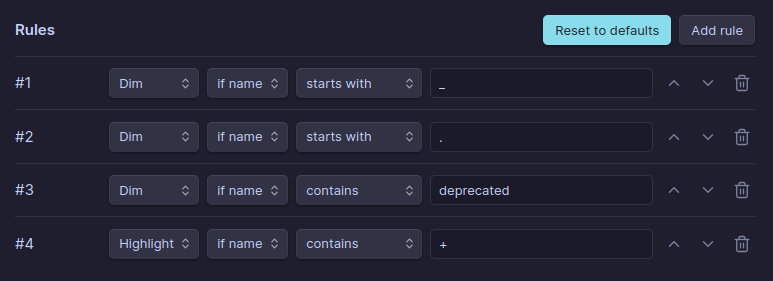 Rules Reset to defaults Add rule
#1 Dim if name starts with _
#2 Dim if name starts with .
#3 Dim if name contains deprecated
#4 Highlight if name contains +